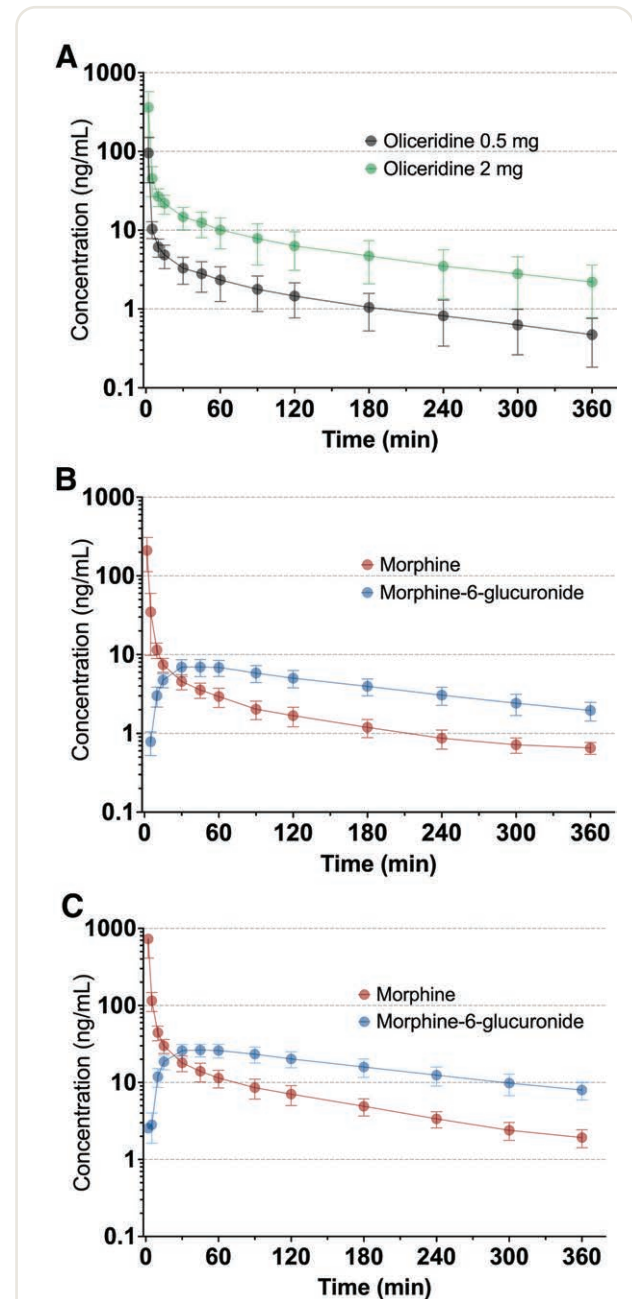 A
Concentration (ng/mL)
1000
100
10
1
0.1
Oliceridine 0.5 mg
Oliceridine 2 mg
0 60 120 180 240 300 360
Time (min)
B
Concentration (ng/mL)
1000
100
10
1
0.1
Morphine
Morphine-6-glucuronide
0 60 120 180 240 300 360
Time (min)
C
Concentration (ng/mL)
1000
100
10
1
0.1
Morphine
Morphine-6-glucuronide
0 60 120 180 240 300 360
Time (min)